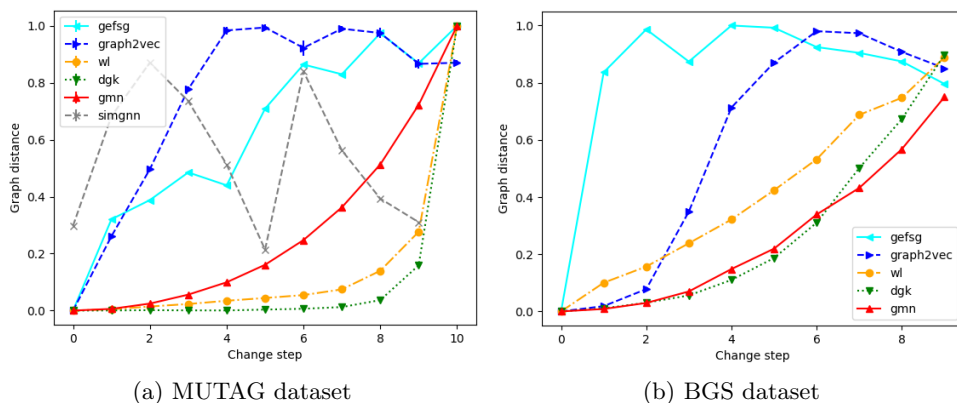 gefsg
graph2vec
wl
dgk
gmn
simgnn
1.0
0.8
0.6
0.4
0.2
0.0
Graph distance
0 2 4 6 8 10
Change step
(a) MUTAG dataset
1.0
0.8
0.6
0.4
0.2
0.0
Graph distance
gefsg
graph2vec
wl
dgk
gmn
0 2 4 6 8
Change step
(b) BGS dataset